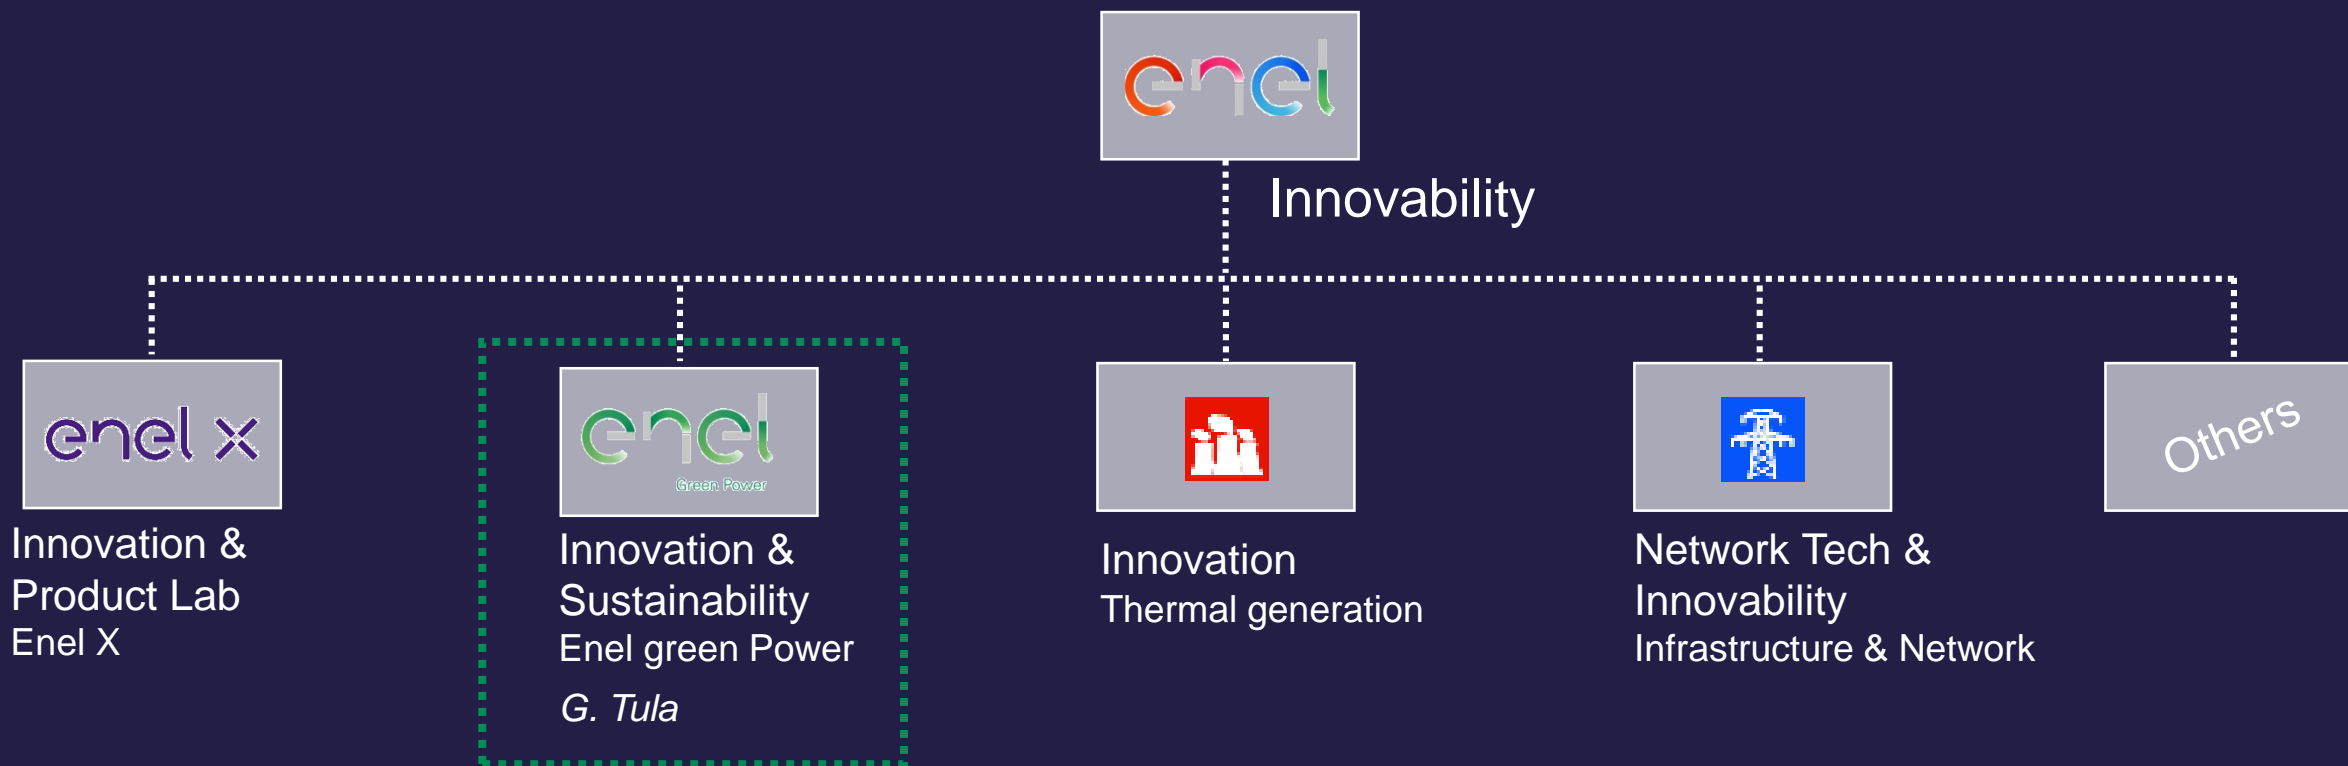 enel
Innovability
enel x
Innovation &
Product Lab
Enel X
enel
Green Power
Innovation &
Sustainability
Enel green Power
G. Tula
Innovation
Thermal generation
Network Tech &
Innovability
Infrastructure & Network
Others